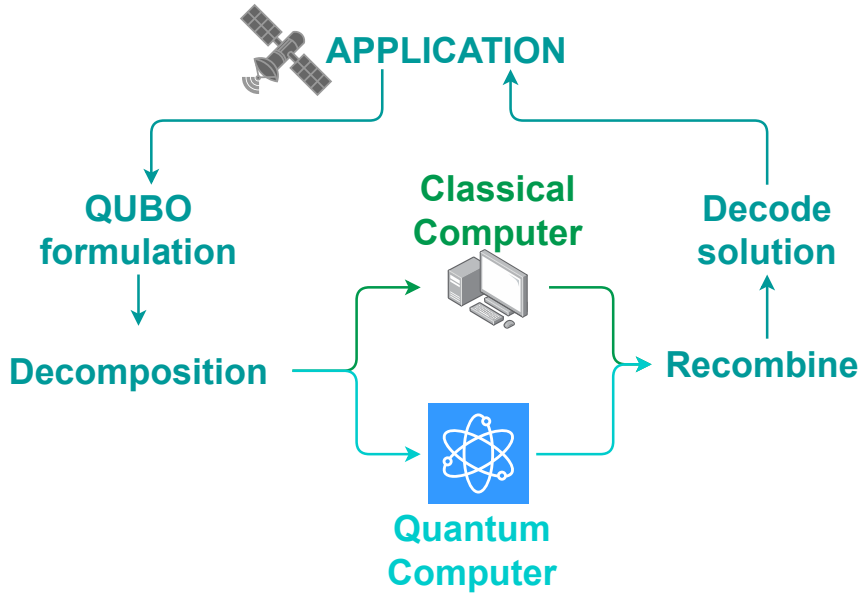 APPLICATION
QUBO
formulation
Classical
Computer
Decode
solution
Decomposition
Recombine
Quantum
Computer